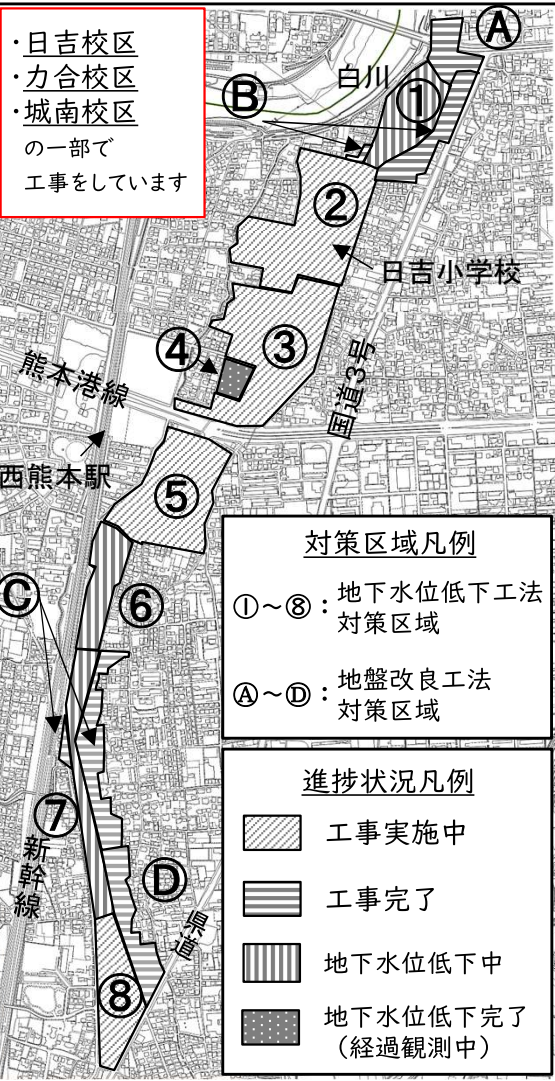 ・日吉校区
・力合校区
・城南校区
の一部で
工事をしています
Ⓐ
白川
Ⓑ
①
②
日吉小学校
③
④
熊本港線
国道3号
西熊本駅
⑤
⑥
Ⓒ
⑦
新幹線
Ⓓ
県道
⑧
対策区域凡例
①～⑧：地下水位低下工法
対策区域
Ⓐ～Ⓓ：地盤改良工法
対策区域
進捗状況凡例
工事実施中
工事完了
地下水位低下中
地下水位低下完了
（経過観測中）